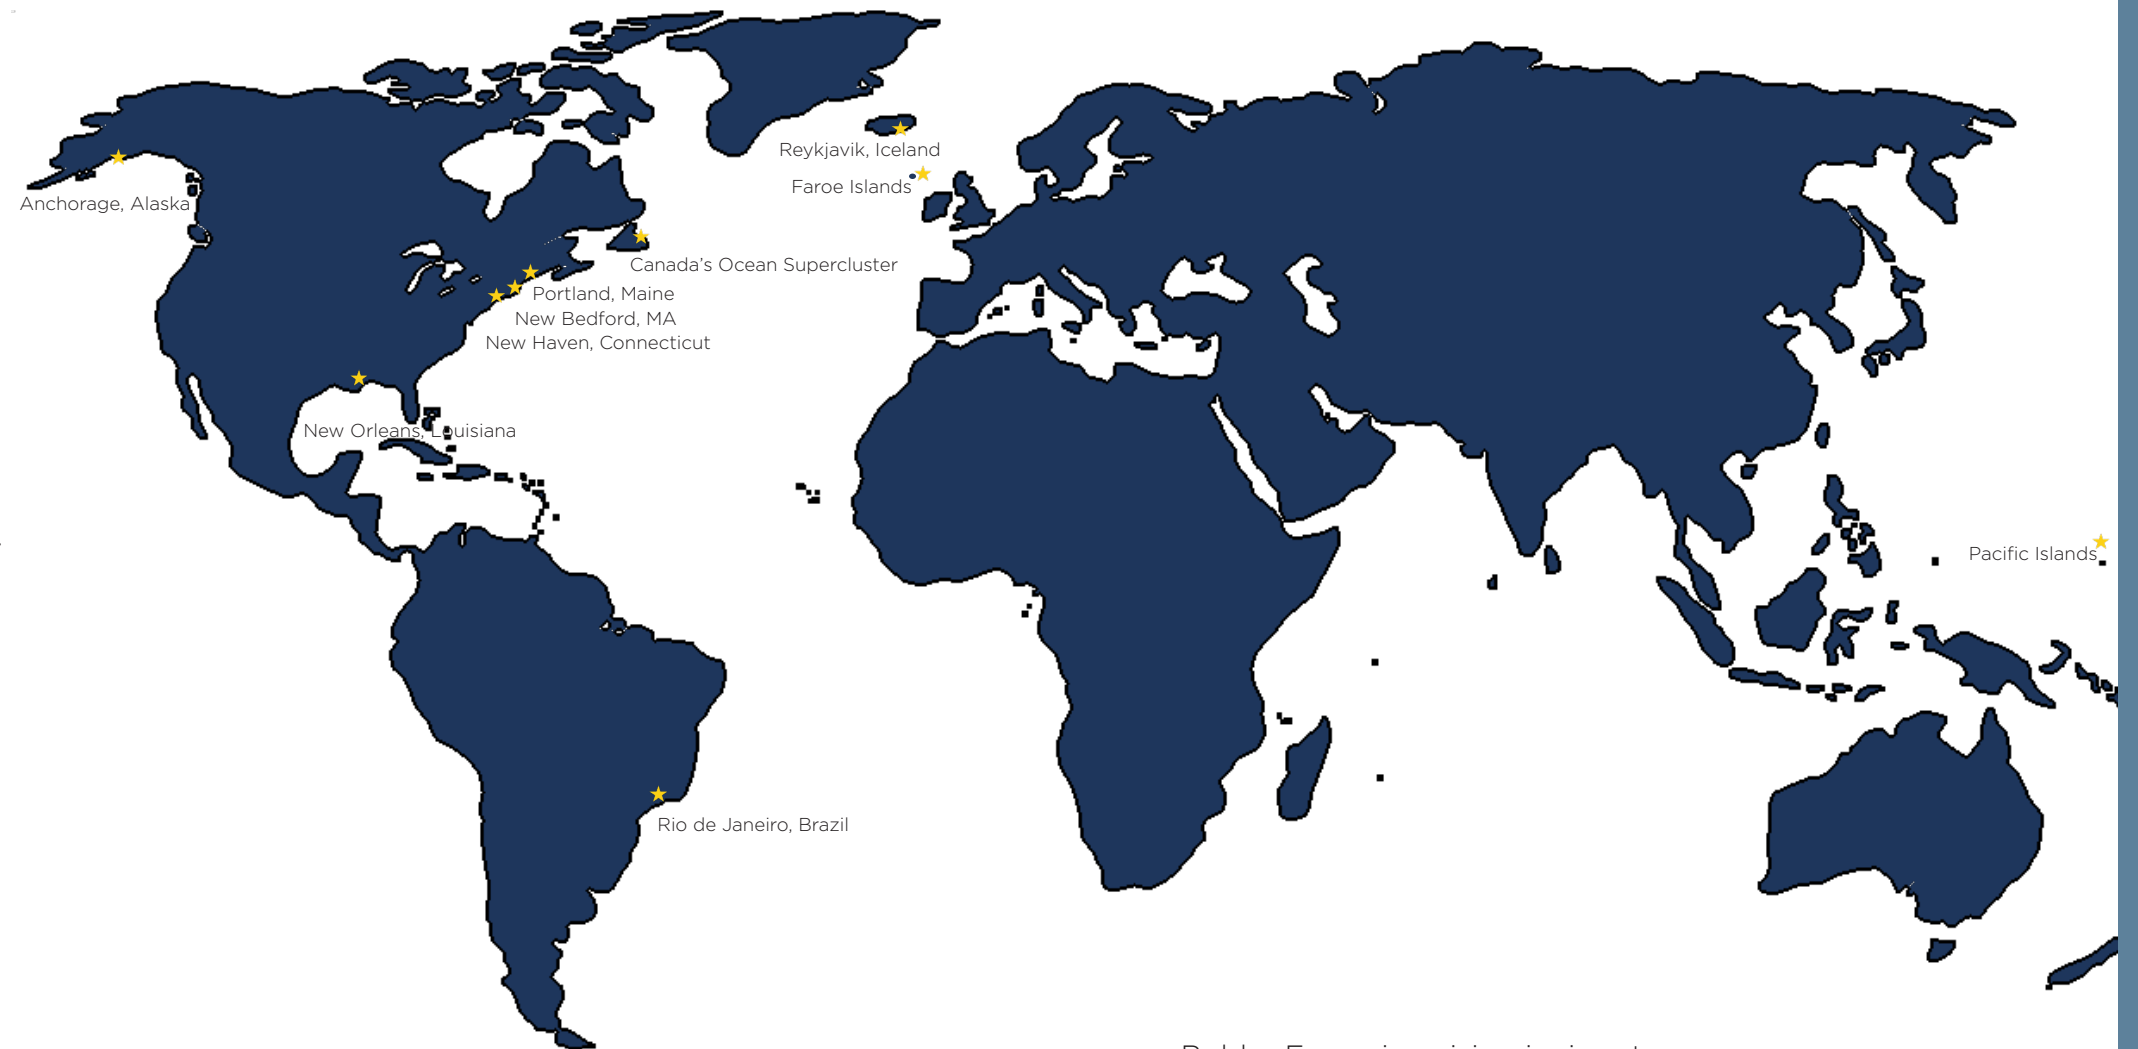 Reykjavik, Iceland
Faroe Islands
Anchorage, Alaska
Canada's Ocean Supercluster
Portland, Maine
New Bedford, MA
New Haven, Connecticut
New Orleans, Louisiana
Pacific Islands
Rio de Janeiro, Brazil